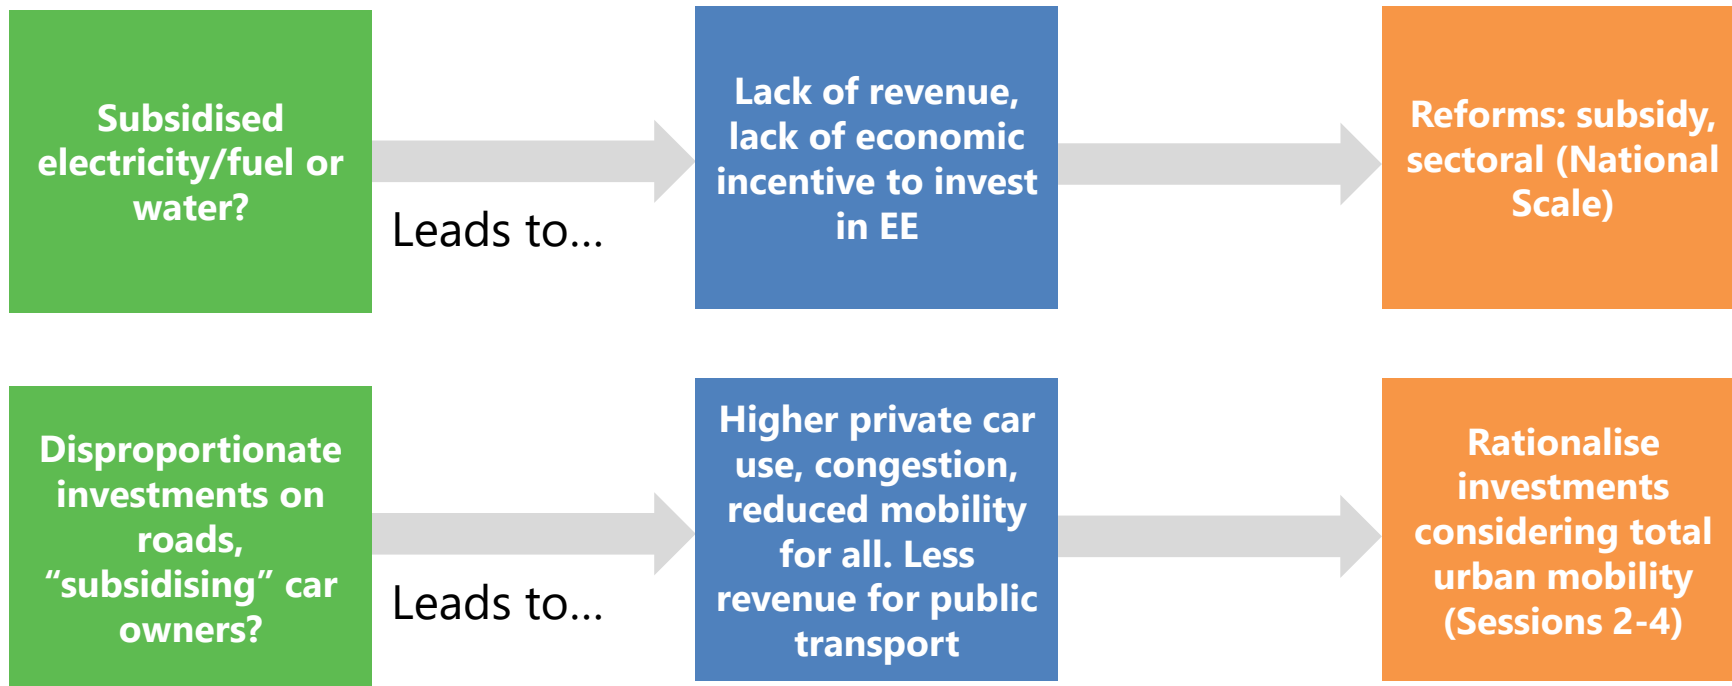 Subsidised
electricity/fuel or
water?
Leads to...
Lack of revenue,
lack of economic
incentive to invest
in EE
Reforms: subsidy,
sectoral (National
Scale)
Disproportionate
investments on
roads,
“subsidising” car
owners?
Leads to...
Higher private car
use, congestion,
reduced mobility
for all. Less
revenue for public
transport
Rationalise
investments
considering total
urban mobility
(Sessions 2-4)